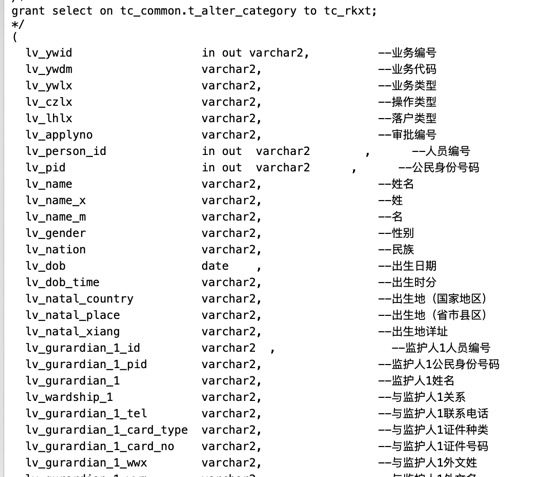 grant select on tc_common.t_alter_category to tc_rkxt;
*/
(
lv_ywid in out varchar2, --业务编号
lv_ywdm varchar2, --业务代码
lv_ywlx varchar2, --业务类型
lv_czlx varchar2, --操作类型
lv_lhlx varchar2, --落户类型
lv_applyno varchar2, --审批编号
lv_person_id in out varchar2 , --人员编号
lv_pid in out varchar2 , --公民身份号码
lv_name varchar2, --姓名
lv_name_x varchar2, --姓
lv_name_m varchar2, --名
lv_gender varchar2, --性别
lv_nation varchar2, --民族
lv_dob date , --出生日期
lv_dob_time varchar2, --出生时分
lv_natal_country varchar2, --出生地（国家地区）
lv_natal_place varchar2, --出生地（省市县区）
lv_natal_xiang varchar2, --出生地详址
lv_gurardian_1_id varchar2 , --监护人1人员编号
lv_gurardian_1_pid varchar2, --监护人1公民身份号码
lv_gurardian_1 varchar2, --监护人1姓名
lv_wardship_1 varchar2, --与监护人1关系
lv_gurardian_1_tel varchar2, --与监护人1联系电话
lv_gurardian_1_card_type varchar2, --与监护人1证件种类
lv_gurardian_1_card_no varchar2, --与监护人1证件号码
lv_gurardian_1_wwx varchar2, --与监护人1外文姓